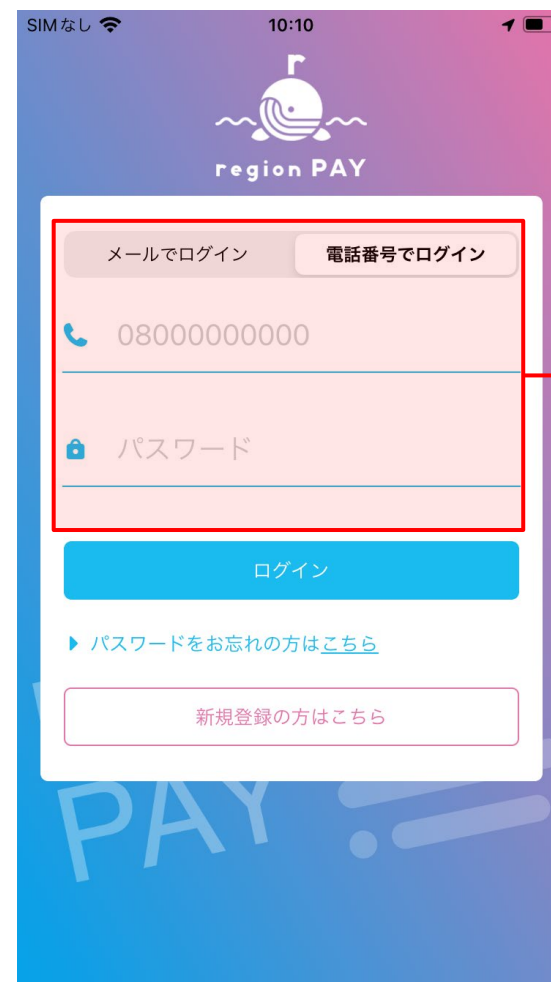 SIMなし
10:10
r
region PAY
メールでログイン
電話番号でログイン
08000000000
パスワード
ログイン
パスワードをお忘れの方はこちら
新規登録の方はこちら
PAY